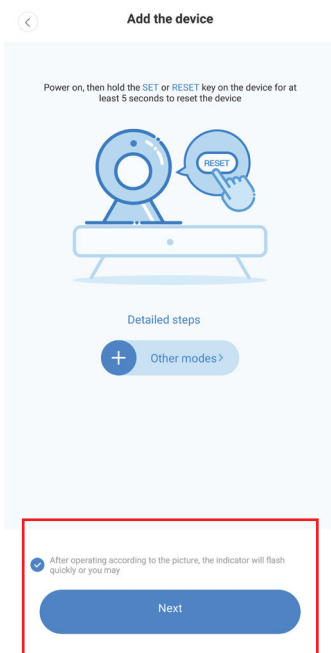 Add the device
Power on, then hold the SET or RESET key on the device for at
least 5 seconds to reset the device
RESET
Detailed steps
Other modes>
After operating according to the picture, the indicator will flash
quickly or you may
Next